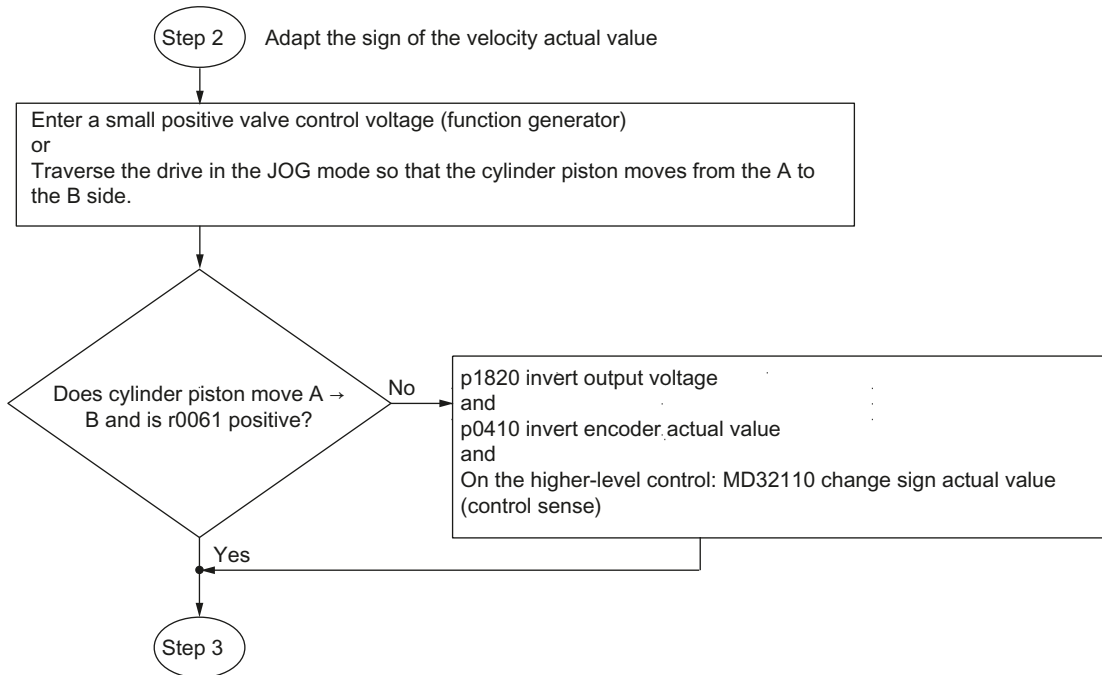 Step 2
Adapt the sign of the velocity actual value
Enter a small positive valve control voltage (function generator)
or
Traverse the drive in the JOG mode so that the cylinder piston moves from the A to
the B side.
Does cylinder piston move A →
B and is r0061 positive?
No
p1820 invert output voltage
and
p0410 invert encoder actual value
and
On the higher-level control: MD32110 change sign actual value
(control sense)
Yes
Step 3